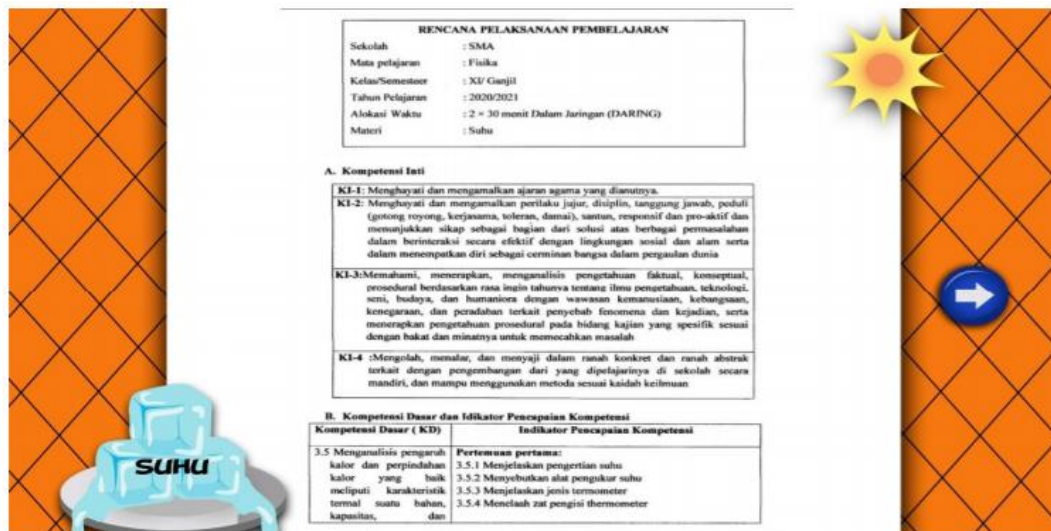 RENCANA PELAKSANAAN PEMBELAJARAN
Sekolah : SMA
Mata pelajaran : Fisika
Kelas/Semesteer : XI/ Ganjil
Tahun Pelajaran : 2020/2021
Alokasi Waktu : 2 × 30 menit Dalam Jaringan (DARING)
Materi : Suhu
A. Kompetensi Inti
KI-1: Menghayati dan mengamalkan ajaran agama yang dianutnya.
KI-2: Menghayati dan mengamalkan perilaku jujur, disiplin, tanggung jawab, peduli
(gotong royong, kerjasama, toleran, damai), santun, responsif dan pro-aktif dan
menunjukkan sikap sebagai bagian dari solusi atas berbagai permasalahan
dalam berinteraksi secara efektif dengan lingkungan sosial dan alam serta
dalam menempatkan diri sebagai cerminan bangsa dalam pergaulan dunia
KI-3:Memahami, menerapkan, menganalisis pengetahuan faktual, konseptual,
prosedural berdasarkan rasa ingin tahunya tentang ilmu pengetahuan, teknologi,
seni, budaya, dan humaniora dengan wawasan kemanusiaan, kebangsaan,
kenegaraan, dan peradaban terkait penyebab fenomena dan kejadian, serta
menerapkan pengetahuan prosedural pada bidang kajian yang spesifik sesuai
dengan bakat dan minatnya untuk memecahkan masalah
KI-4 :Mengolah, menalar, dan menyaji dalam ranah konkret dan ranah abstrak
terkait dengan pengembangan dari yang dipelajarinya di sekolah secara
mandiri, dan mampu menggunakan metoda sesuai kaidah keilmuan
B. Kompetensi Dasar dan Idikator Pencapaian Kompetensi
Kompetensi Dasar ( KD)
Indikator Pencapaian Kompetensi
3.5 Menganalisis pengaruh
kalor dan perpindahan
kalor yang baik
meliputi karakteristik
termal suatu bahan,
kapasitas, dan
Pertemuan pertama:
3.5.1 Menjelaskan pengertian suhu
3.5.2 Menyebutkan alat pengukur suhu
3.5.3 Menjelaskan jenis termometer
3.5.4 Menelaah zat pengisi thermometer
SUHU